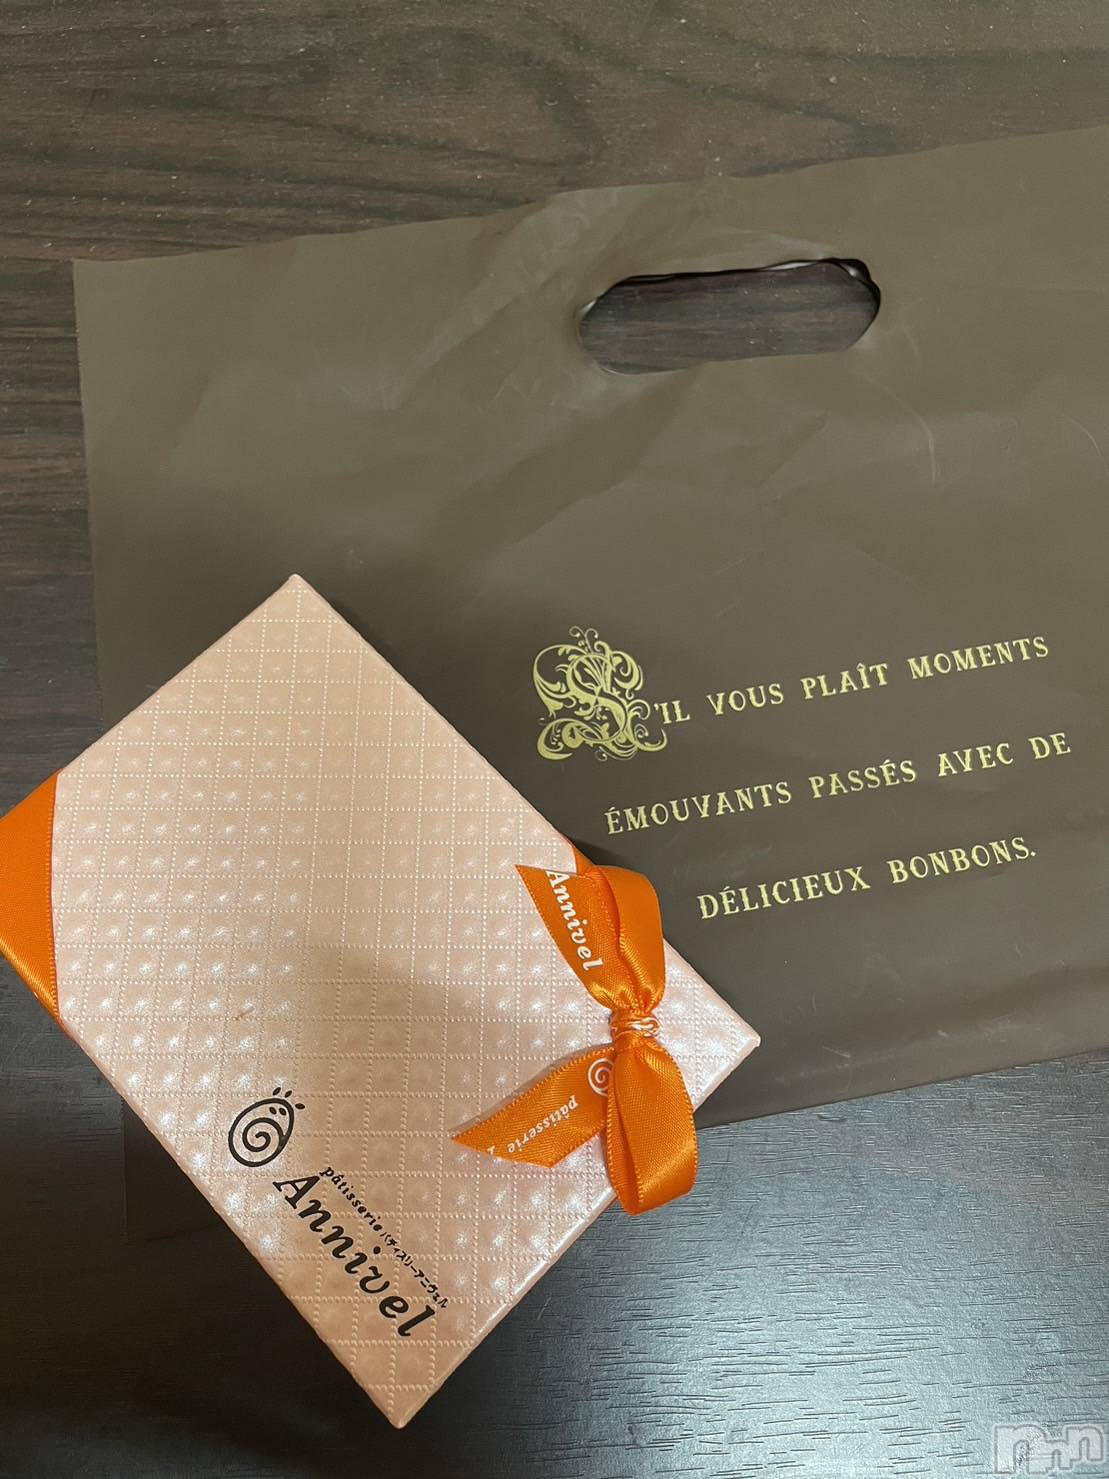 S'IL VOUS PLAÎT MOMENTS
ÉMOUVANTS PASSÉS AVEC DE
DÉLICIEUX BONBONS.
Annivel
pâtisserie
pâtisserie パティスリーアニヴェル
Annivel
nn